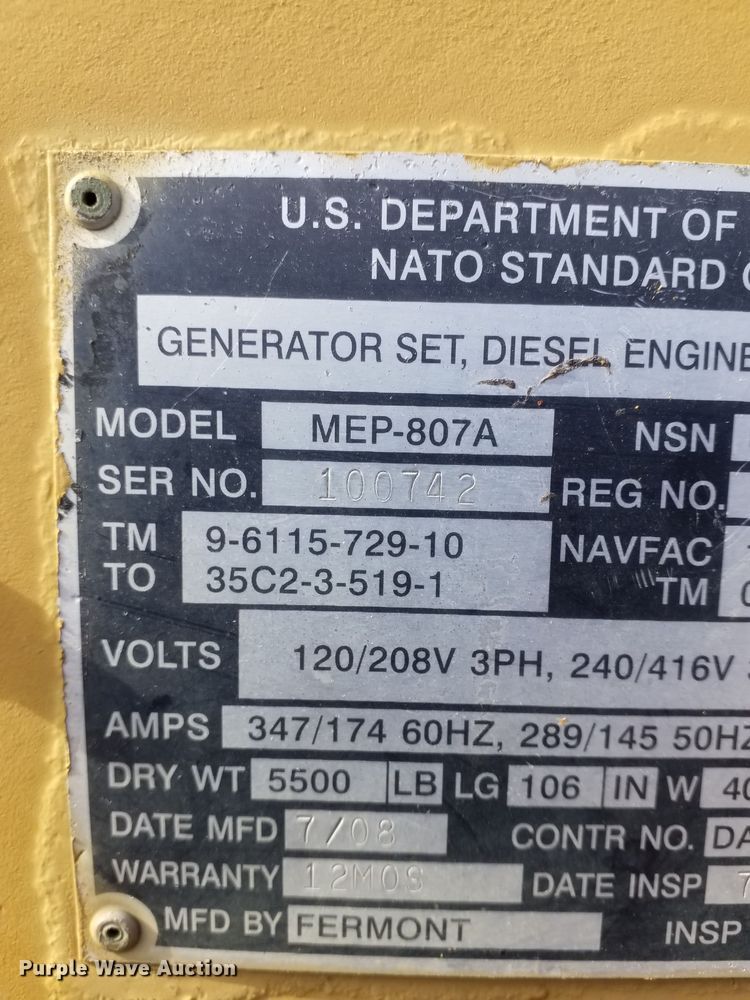 U.S. DEPARTMENT OF
NATO STANDARD
GENERATOR SET, DIESEL ENGINE
MODEL MEP-807A NSN
SER NO. 100742 REG NO.
TM 9-6115-729-10 NAVFAC
TO 35C2-3-519-1 TM
VOLTS 120/208V 3PH, 240/416V
AMPS 347/174 60HZ, 289/145 50HZ
DRY WT 5500 LB LG 106 IN W 40
DATE MFD 7/08 CONTR NO. DA
WARRANTY 12MOS DATE INSP 7
MFD BY FERMONT INSP
Purple Wave Auction